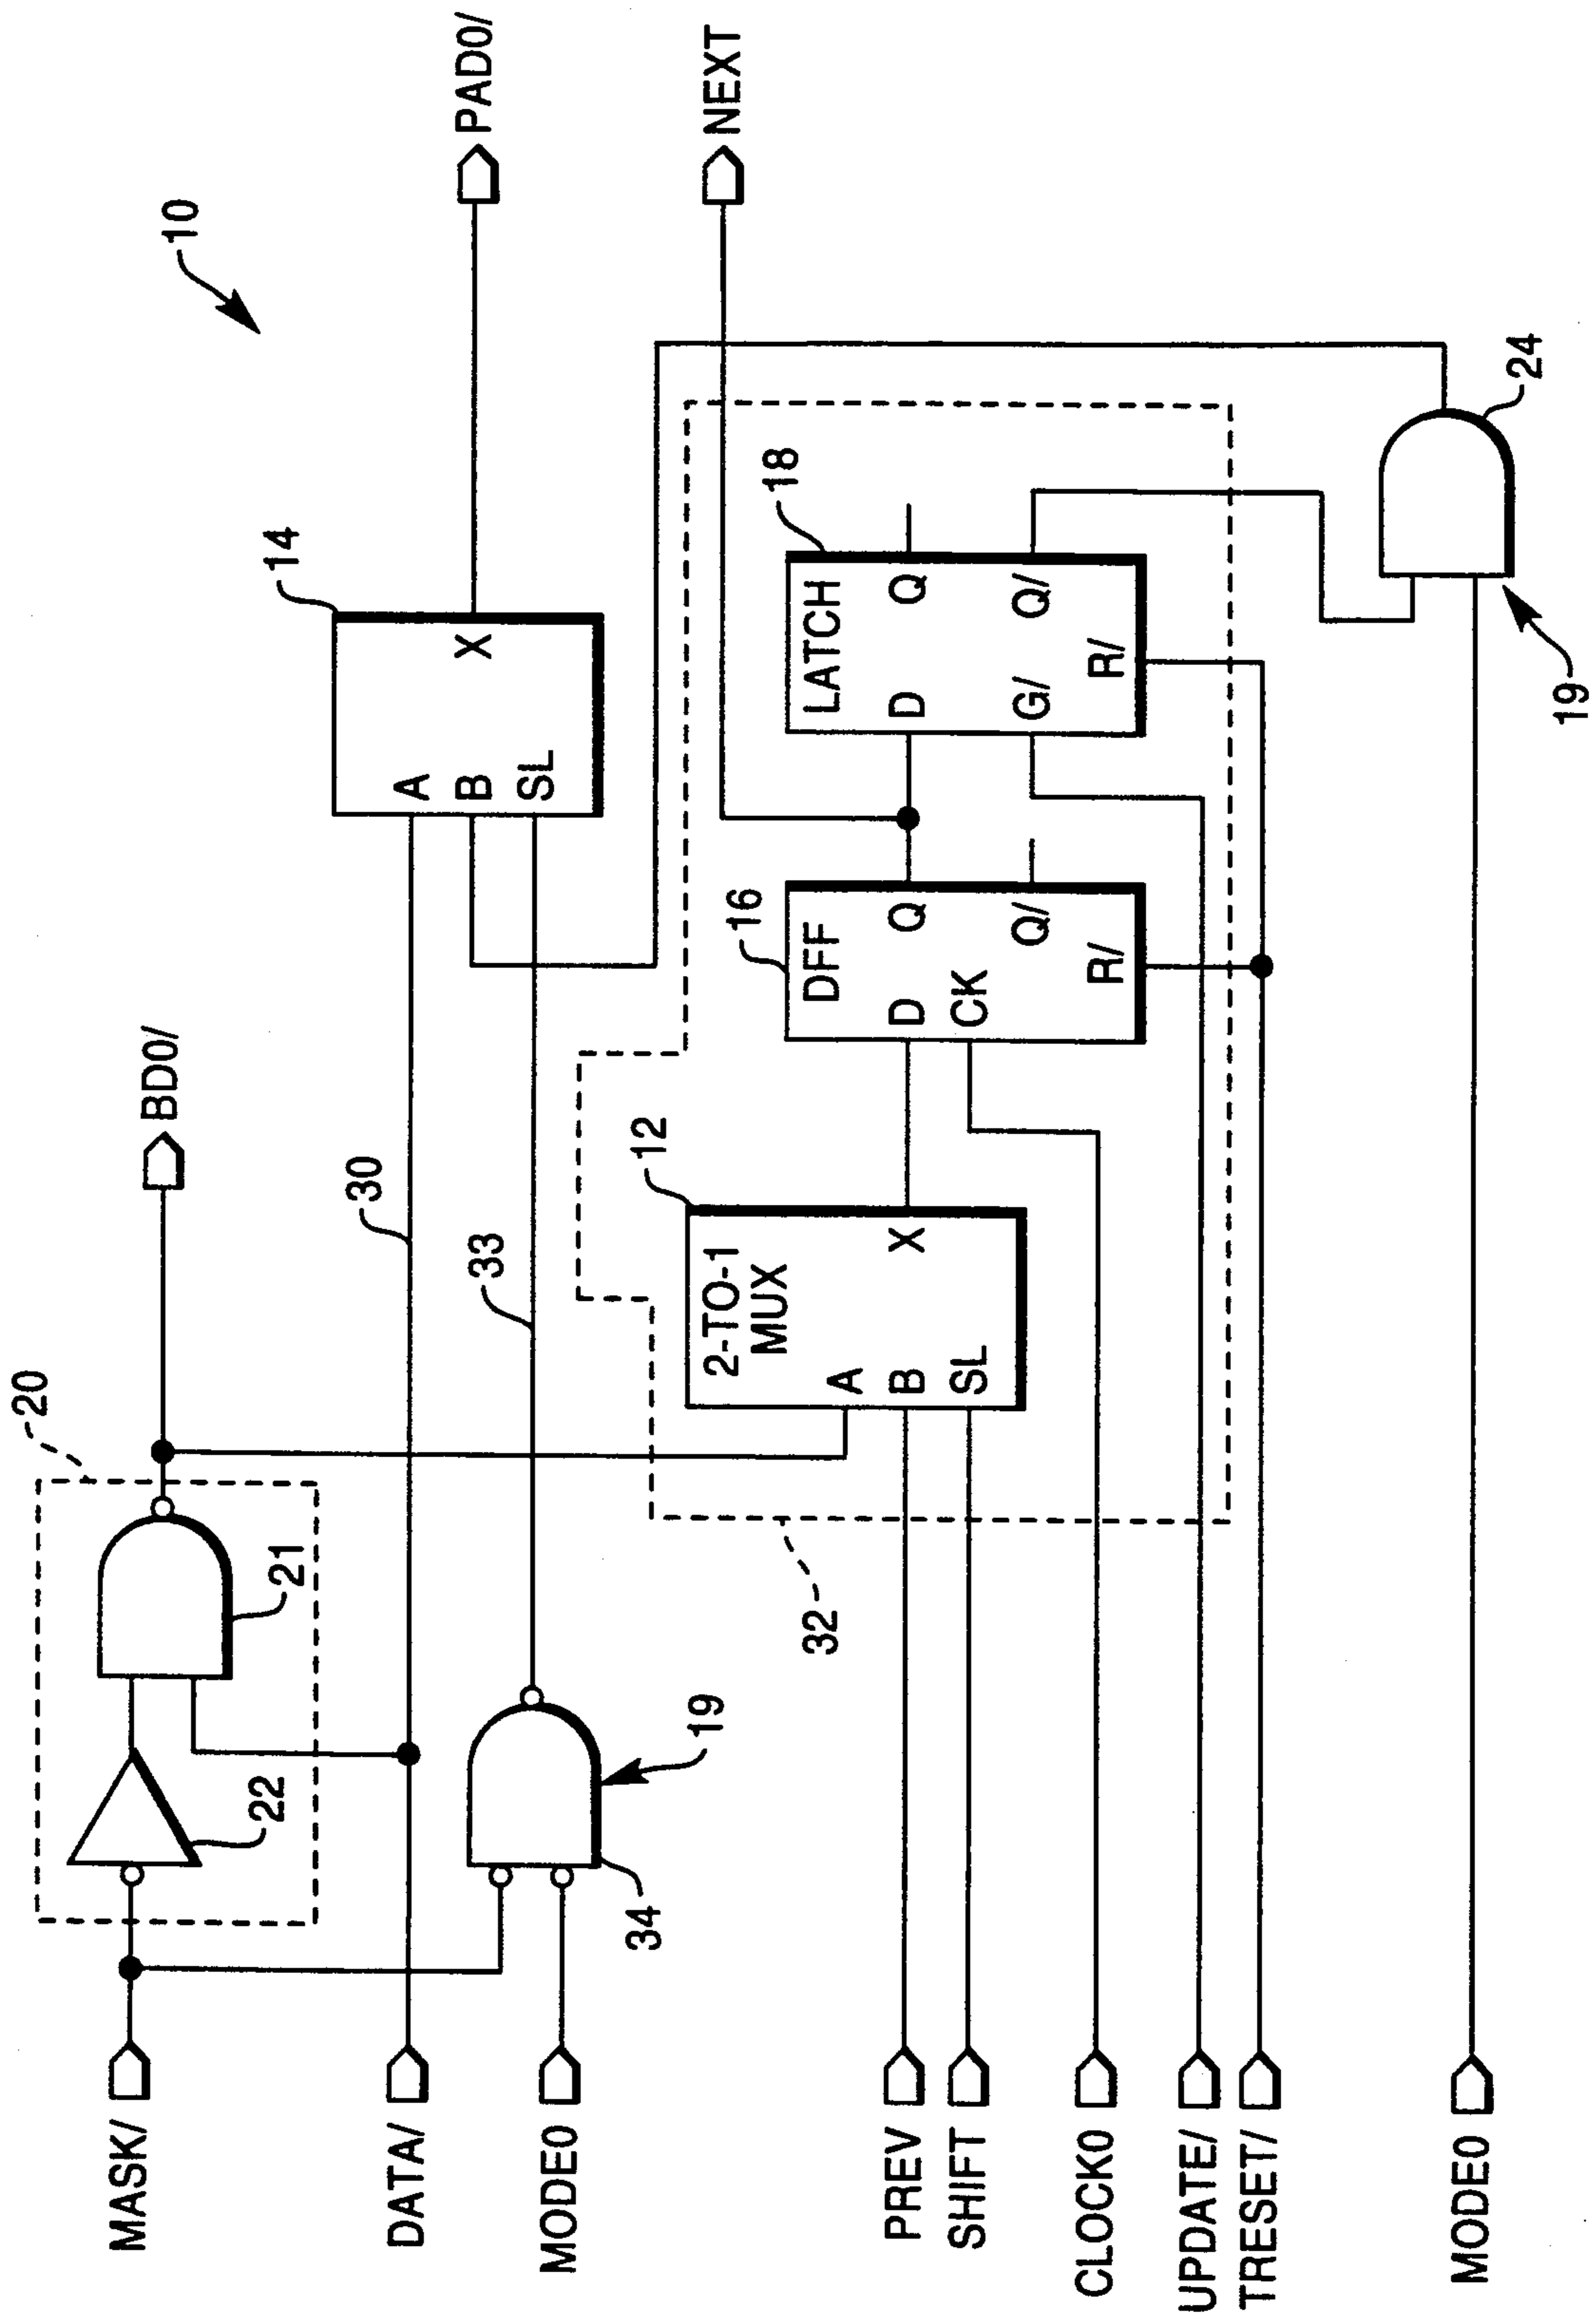 10
20
BD0/
MASK/
22
21
30
14
PAD0/
DATA/
A
B
SL
X
33
MODE0
34
19
NEXT
12
2-TO-1
MUX
A
B
SL
X
16
DFF
D
CK
Q
Q/
R/
18
LATCH
D
G/
Q
Q/
R/
32
PREV
SHIFT
CLOCK0
UPDATE/
TRESET/
MODE0
24
19